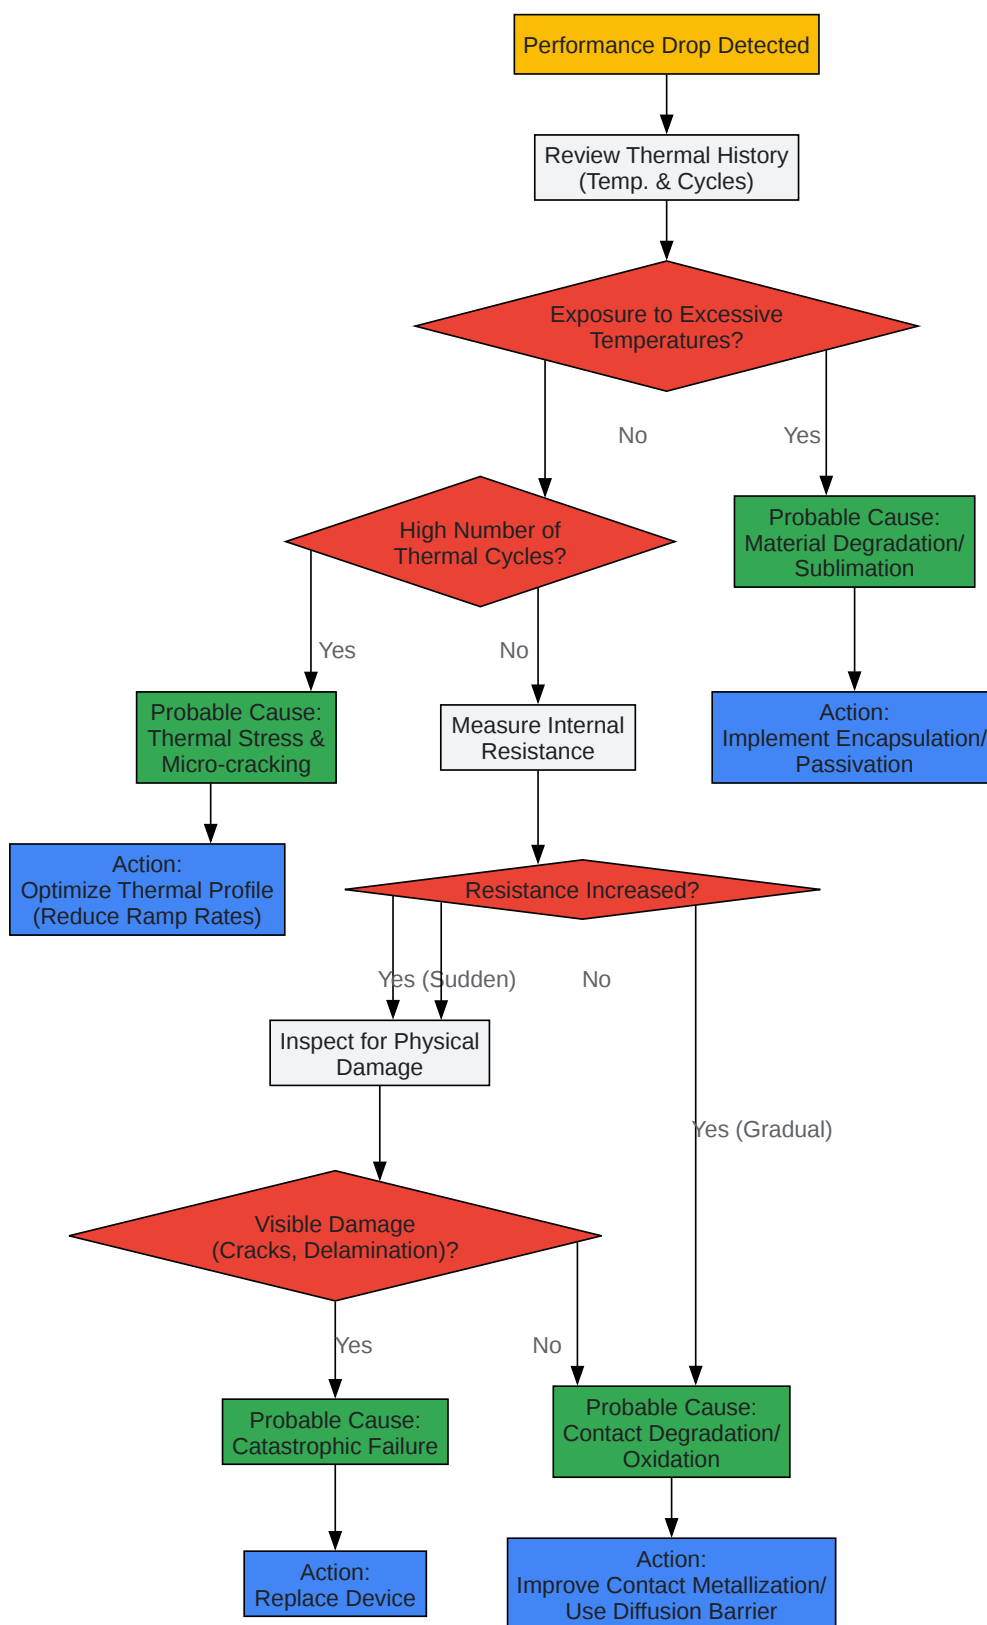 Performance Drop Detected
Review Thermal History
(Temp. & Cycles)
Exposure to Excessive
Temperatures?
No
Yes
High Number of
Thermal Cycles?
Probable Cause:
Material Degradation/
Sublimation
Yes
No
Probable Cause:
Thermal Stress &
Micro-cracking
Measure Internal
Resistance
Action:
Implement Encapsulation/
Passivation
Action:
Optimize Thermal Profile
(Reduce Ramp Rates)
Resistance Increased?
Yes (Sudden)
No
Inspect for Physical
Damage
Yes (Gradual)
Visible Damage
(Cracks, Delamination)?
Yes
No
Probable Cause:
Catastrophic Failure
Probable Cause:
Contact Degradation/
Oxidation
Action:
Replace Device
Action:
Improve Contact Metallization/
Use Diffusion Barrier